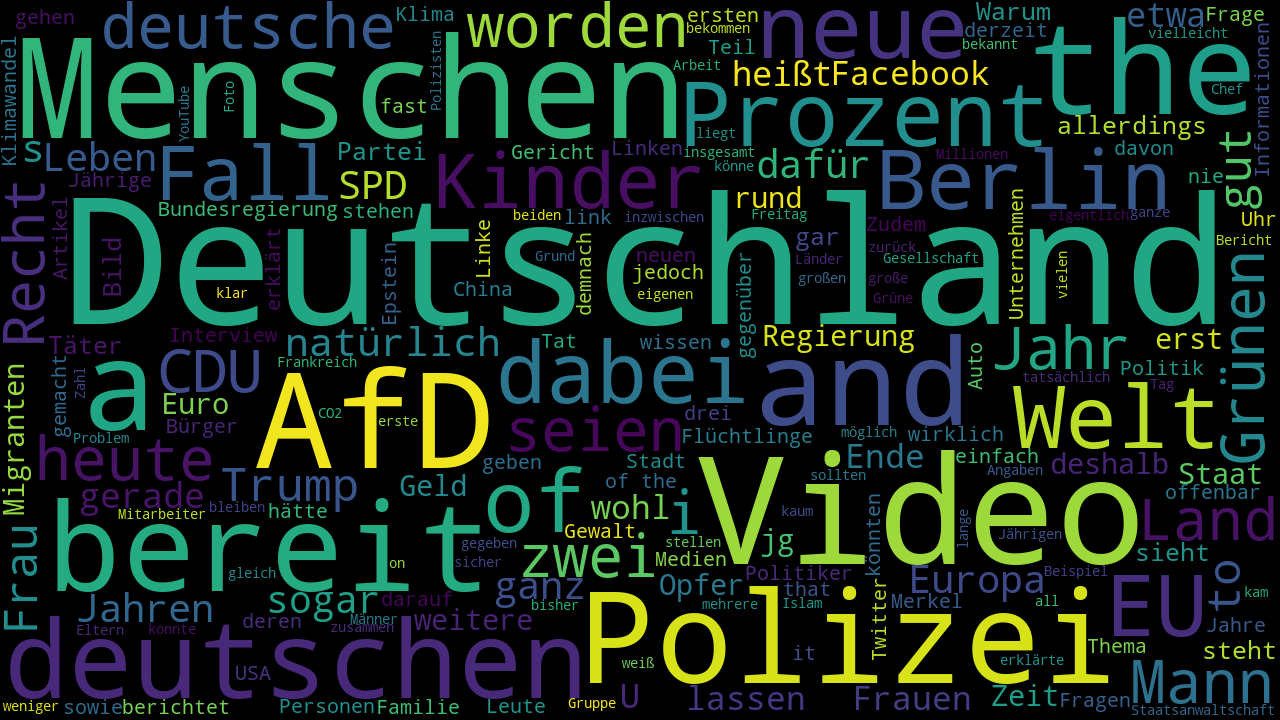 gehen
deutsche
Klima
worden
ersten
bekommen
neue
Warum
derzeit
bekannt
etwa
Frage
vielleicht
Klimawandel
Menschen
YouTube
Foto
fast
Polizisten
Teil
Arbeit
heißt
Facebook
the
Chef
Informationen
Prozent
liegt
allerdings
s
Leben
Jährige
Fall
Partei
SPD
Kinder
Gericht
Linken
insgesamt
könne
dafür
Berlin
Millionen
davon
nie
gut
Recht
Artikel
Bundesregierung
stehen
beiden
link
inzwischen
rund
Freitag
Zudem
Unternehmen
eigentlich
ganze
Uhr
Bericht
Deutschland
Bild
klar
erklärt
Epstein
Linke
China
Grund
demnach
neuen
jedoch
eigenen
gegenüber
gar
Länder
großen
zurück
Gesellschaft
große
Grüne
vielen
Grünen
Täter
Interview
natürlich
Tat
wissen
Regierung
Jahr
erst
gemacht
Zahl
a
CDU
Frankreich
dabei
and
Auto
Politik
tatsächlich
Tag
Migranten
Euro
Bürger
AfD
CO2
erste
seien
drei
Flüchtlinge
möglich
wirklich
Welt
Problem
heute
geben
Stadt
Ende
einfach
Angaben
deshalb
Staat
gerade
Trump
Geld
of
of the
Video
sollten
offenbar
Frau
bereit
Mitarbeiter
bleiben
hätte
wohl
i
kaum
lange
Jährigen
Land
gleich
gegeben
sicher
on
zwei
Gewalt
stellen
Medien
jg
könnten
sieht
Jahren
sogar
darauf
bisher
ganz
Opfer
Politiker
mehrere
that
Islam
Twitter
Europa
Merkel
Beispiel
all
EU
to
kam
Jahre
deutschen
Eltern
konnte
deren
zusammen
Männer
weitere
Polizei
it
erklärte
Thema
steht
USA
weiß
weniger
sowie
berichtet
Personen
Familie
Leute
Gruppe
U
lassen
Frauen
Zeit
Fragen
Mann
Staatsanwaltschaft